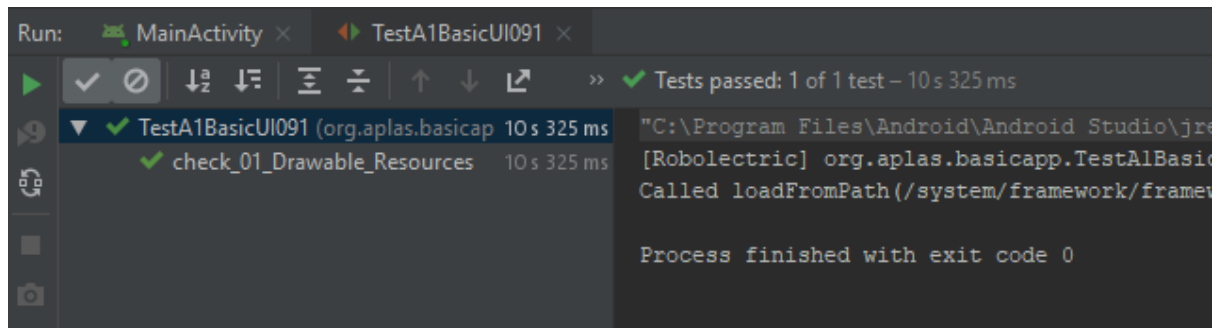 Run: MainActivity × TestA1BasicUI091 ×
» Tests passed: 1 of 1 test – 10 s 325 ms
TestA1BasicUI091 (org.aplas.basicap 10 s 325 ms
check_01_Drawable_Resources 10 s 325 ms
"C:\Program Files\Android\Android Studio\jre
[Robolectric] org.aplas.basicapp.TestA1Basic
Called loadFromPath(/system/framework/framew
Process finished with exit code 0